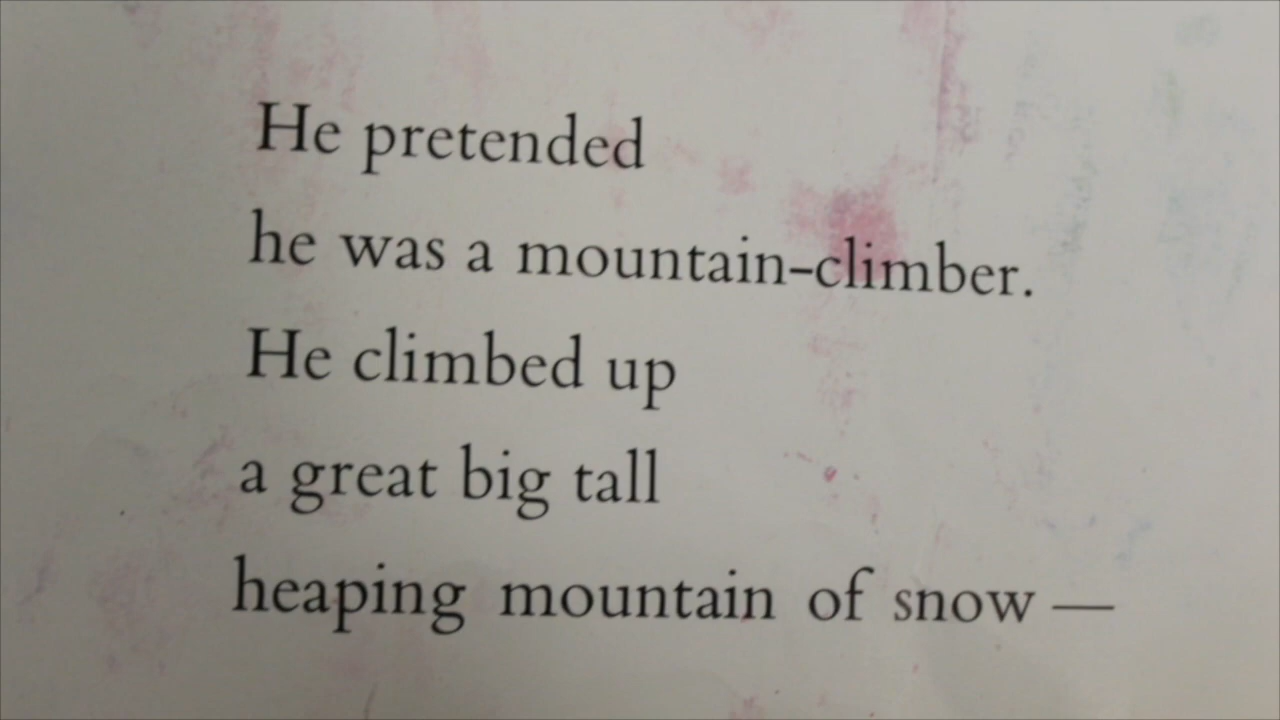 He pretended
he was a mountain-climber.
He climbed up
a great big tall
heaping mountain of snow —